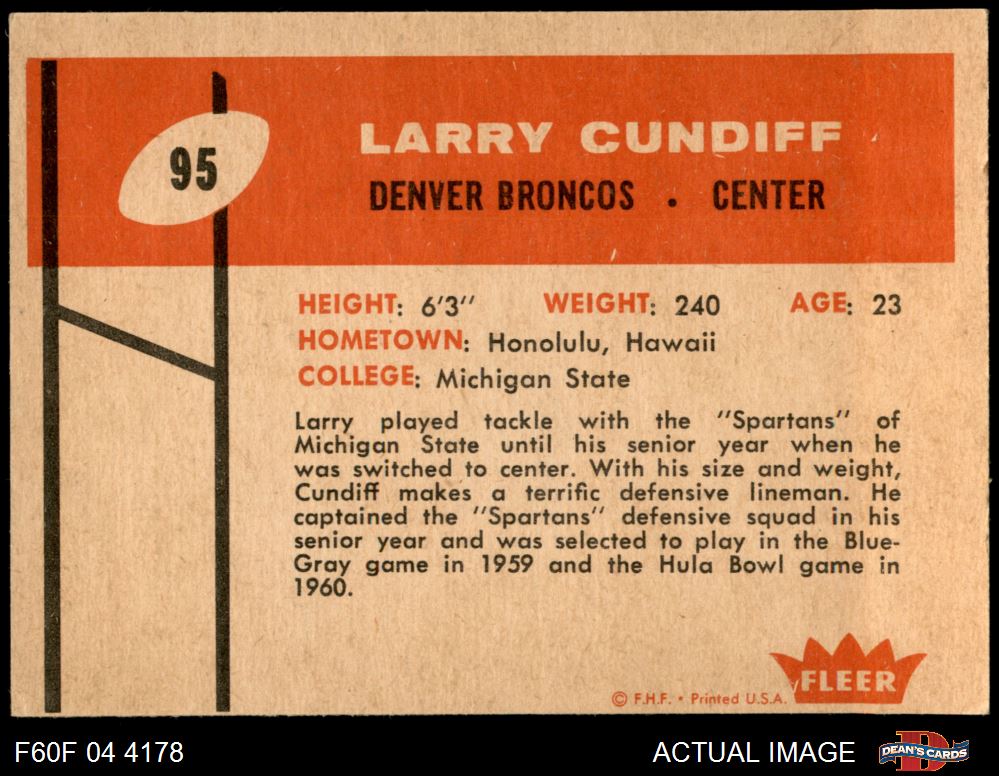 95
LARRY CUNDIFF
DENVER BRONCOS . CENTER
HEIGHT: 6'3" WEIGHT: 240 AGE: 23
HOMETOWN: Honolulu, Hawaii
COLLEGE: Michigan State
Larry played tackle with the "Spartans" of
Michigan State until his senior year when he
was switched to center. With his size and weight,
Cundiff makes a terrific defensive lineman. He
captained the "Spartans" defensive squad in his
senior year and was selected to play in the Blue-
Gray game in 1959 and the Hula Bowl game in
1960.
FLEER
© F.H.F. • Printed U.S.A.
F60F 04 4178 ACTUAL IMAGE D DEAN'S CARDS